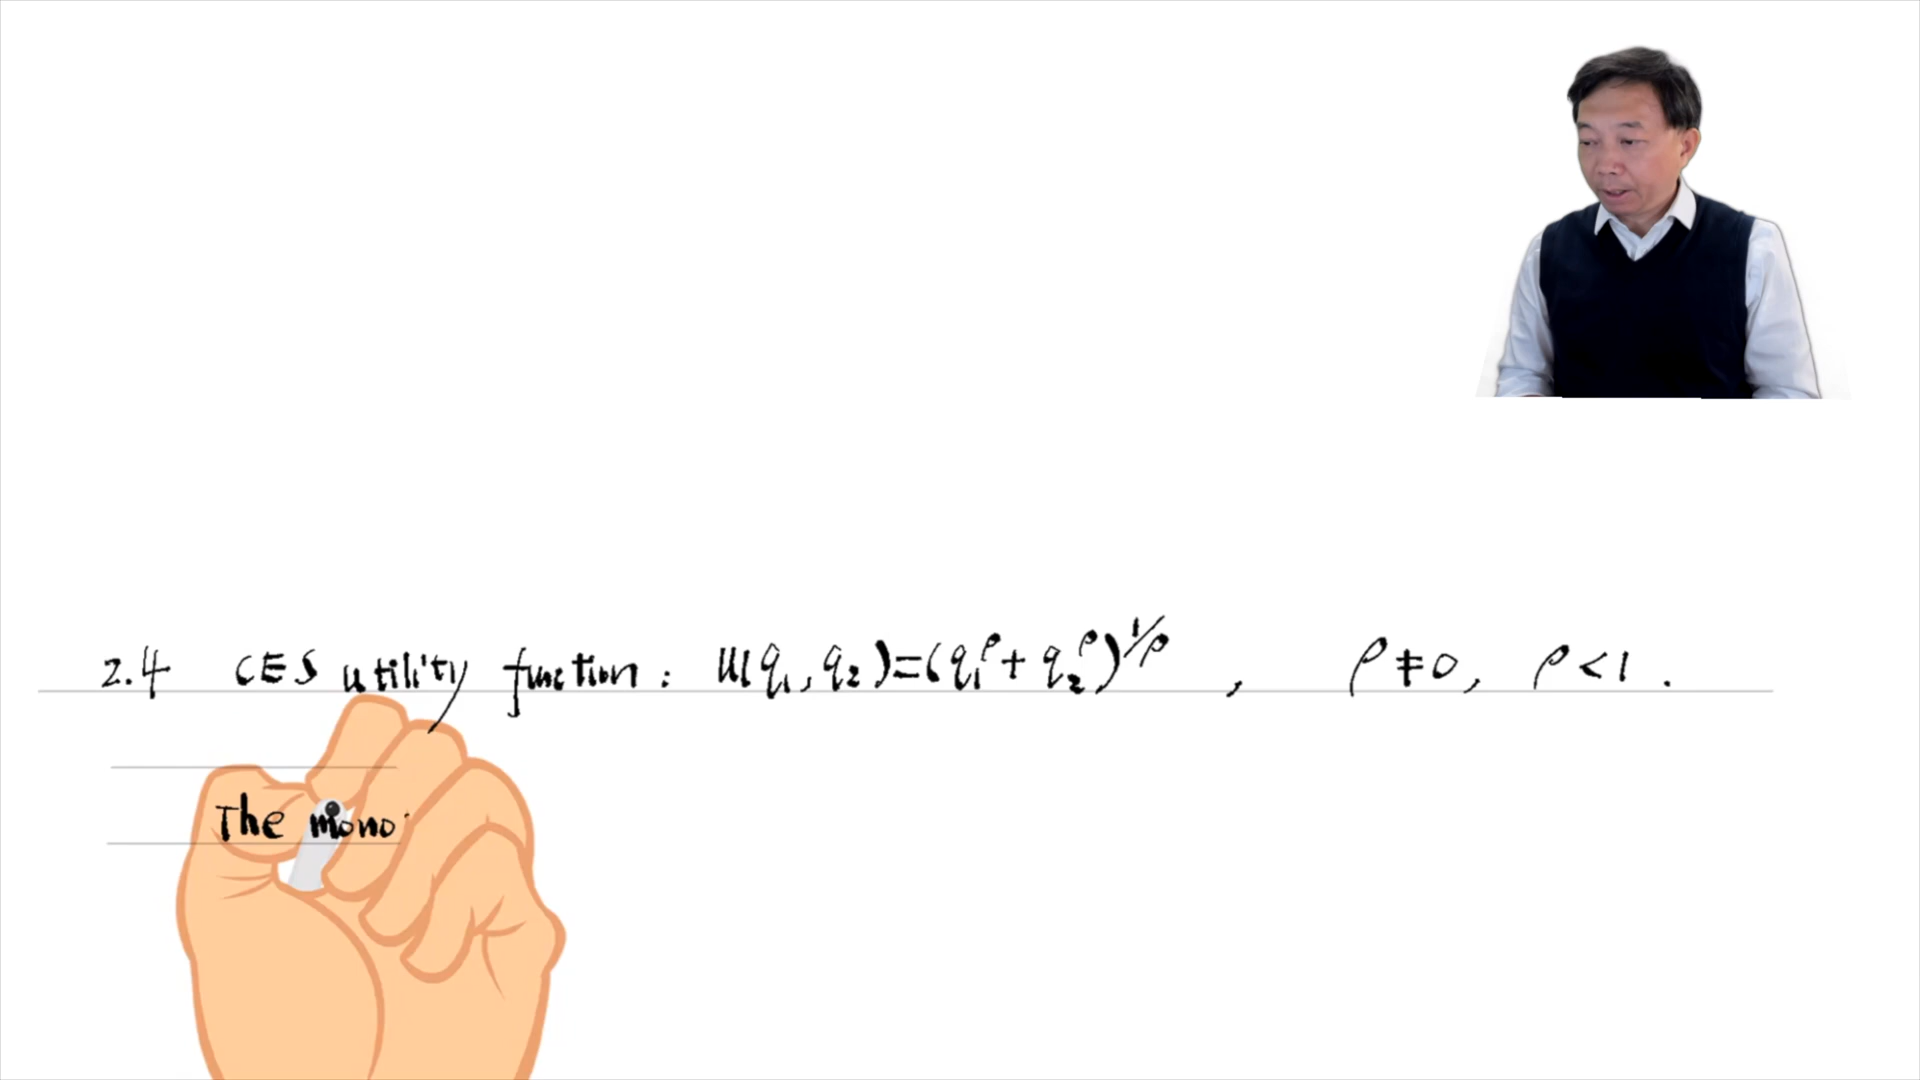 2.4 CES utility function: U(q₁, q₂)=(q₁^ρ + q₂^ρ)^1/ρ , ρ≠0, ρ<1.
The mono